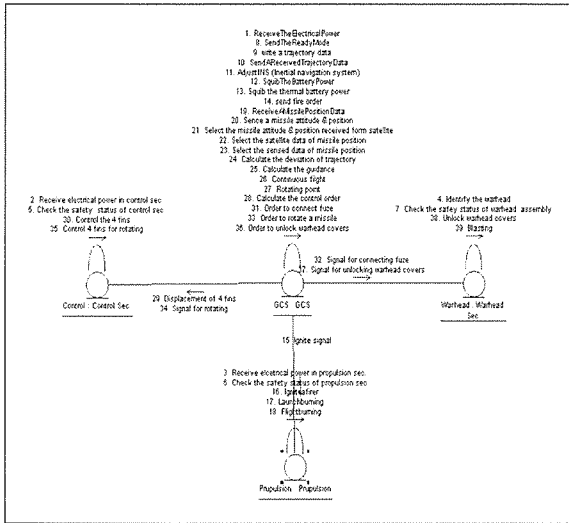 1. ReceiveTheElectricalPower
8. SendTheReadyMode
9. write a trajectory data
10. SendAReceivedTrajectoryData
11. AdjustINS (Inertial navigation system)
12. SquibTheBatteryPower
13. Squib the thermal battery power
14. send fire order
19. ReceiveAMissilePositionData
20. Sence a missile attitude & position
21. Select the missile attitude & position received form satellite
22. Select the satellite data of missile position
23. Select the sensed data of missile position
24. Calculate the deviation of trajectory
25. Calculate the guidance
26. Continuous flight
27. Rotating point
28. Calculate the control order
31. Order to connect fuze
33. Order to rotate a missile
36. Order to unlock warhead covers
2. Receive electrical power in control sec
5. Check the safety status of control sec
30. Control the 4 fins
35. Control 4 fins for rotating
4. Identify the warhead
7. Check the safey status of warhead assembly
38. Unlock warhead covers
39. Blasting
32. Signal for connecting fuze
37. Signal for unlocking warhead covers
Control : Control Sec
GCS : GCS
Warhead : Warhead
Sec
29. Displacement of 4 fins
34. Signal for rotating
15. Ignite signal
3. Receive electrical power in propulsion sec.
6. Check the safety status of propulsion sec
16. Igniteafirer
17. Launchburning
18. Flightburning
Propulsion : Propulsion